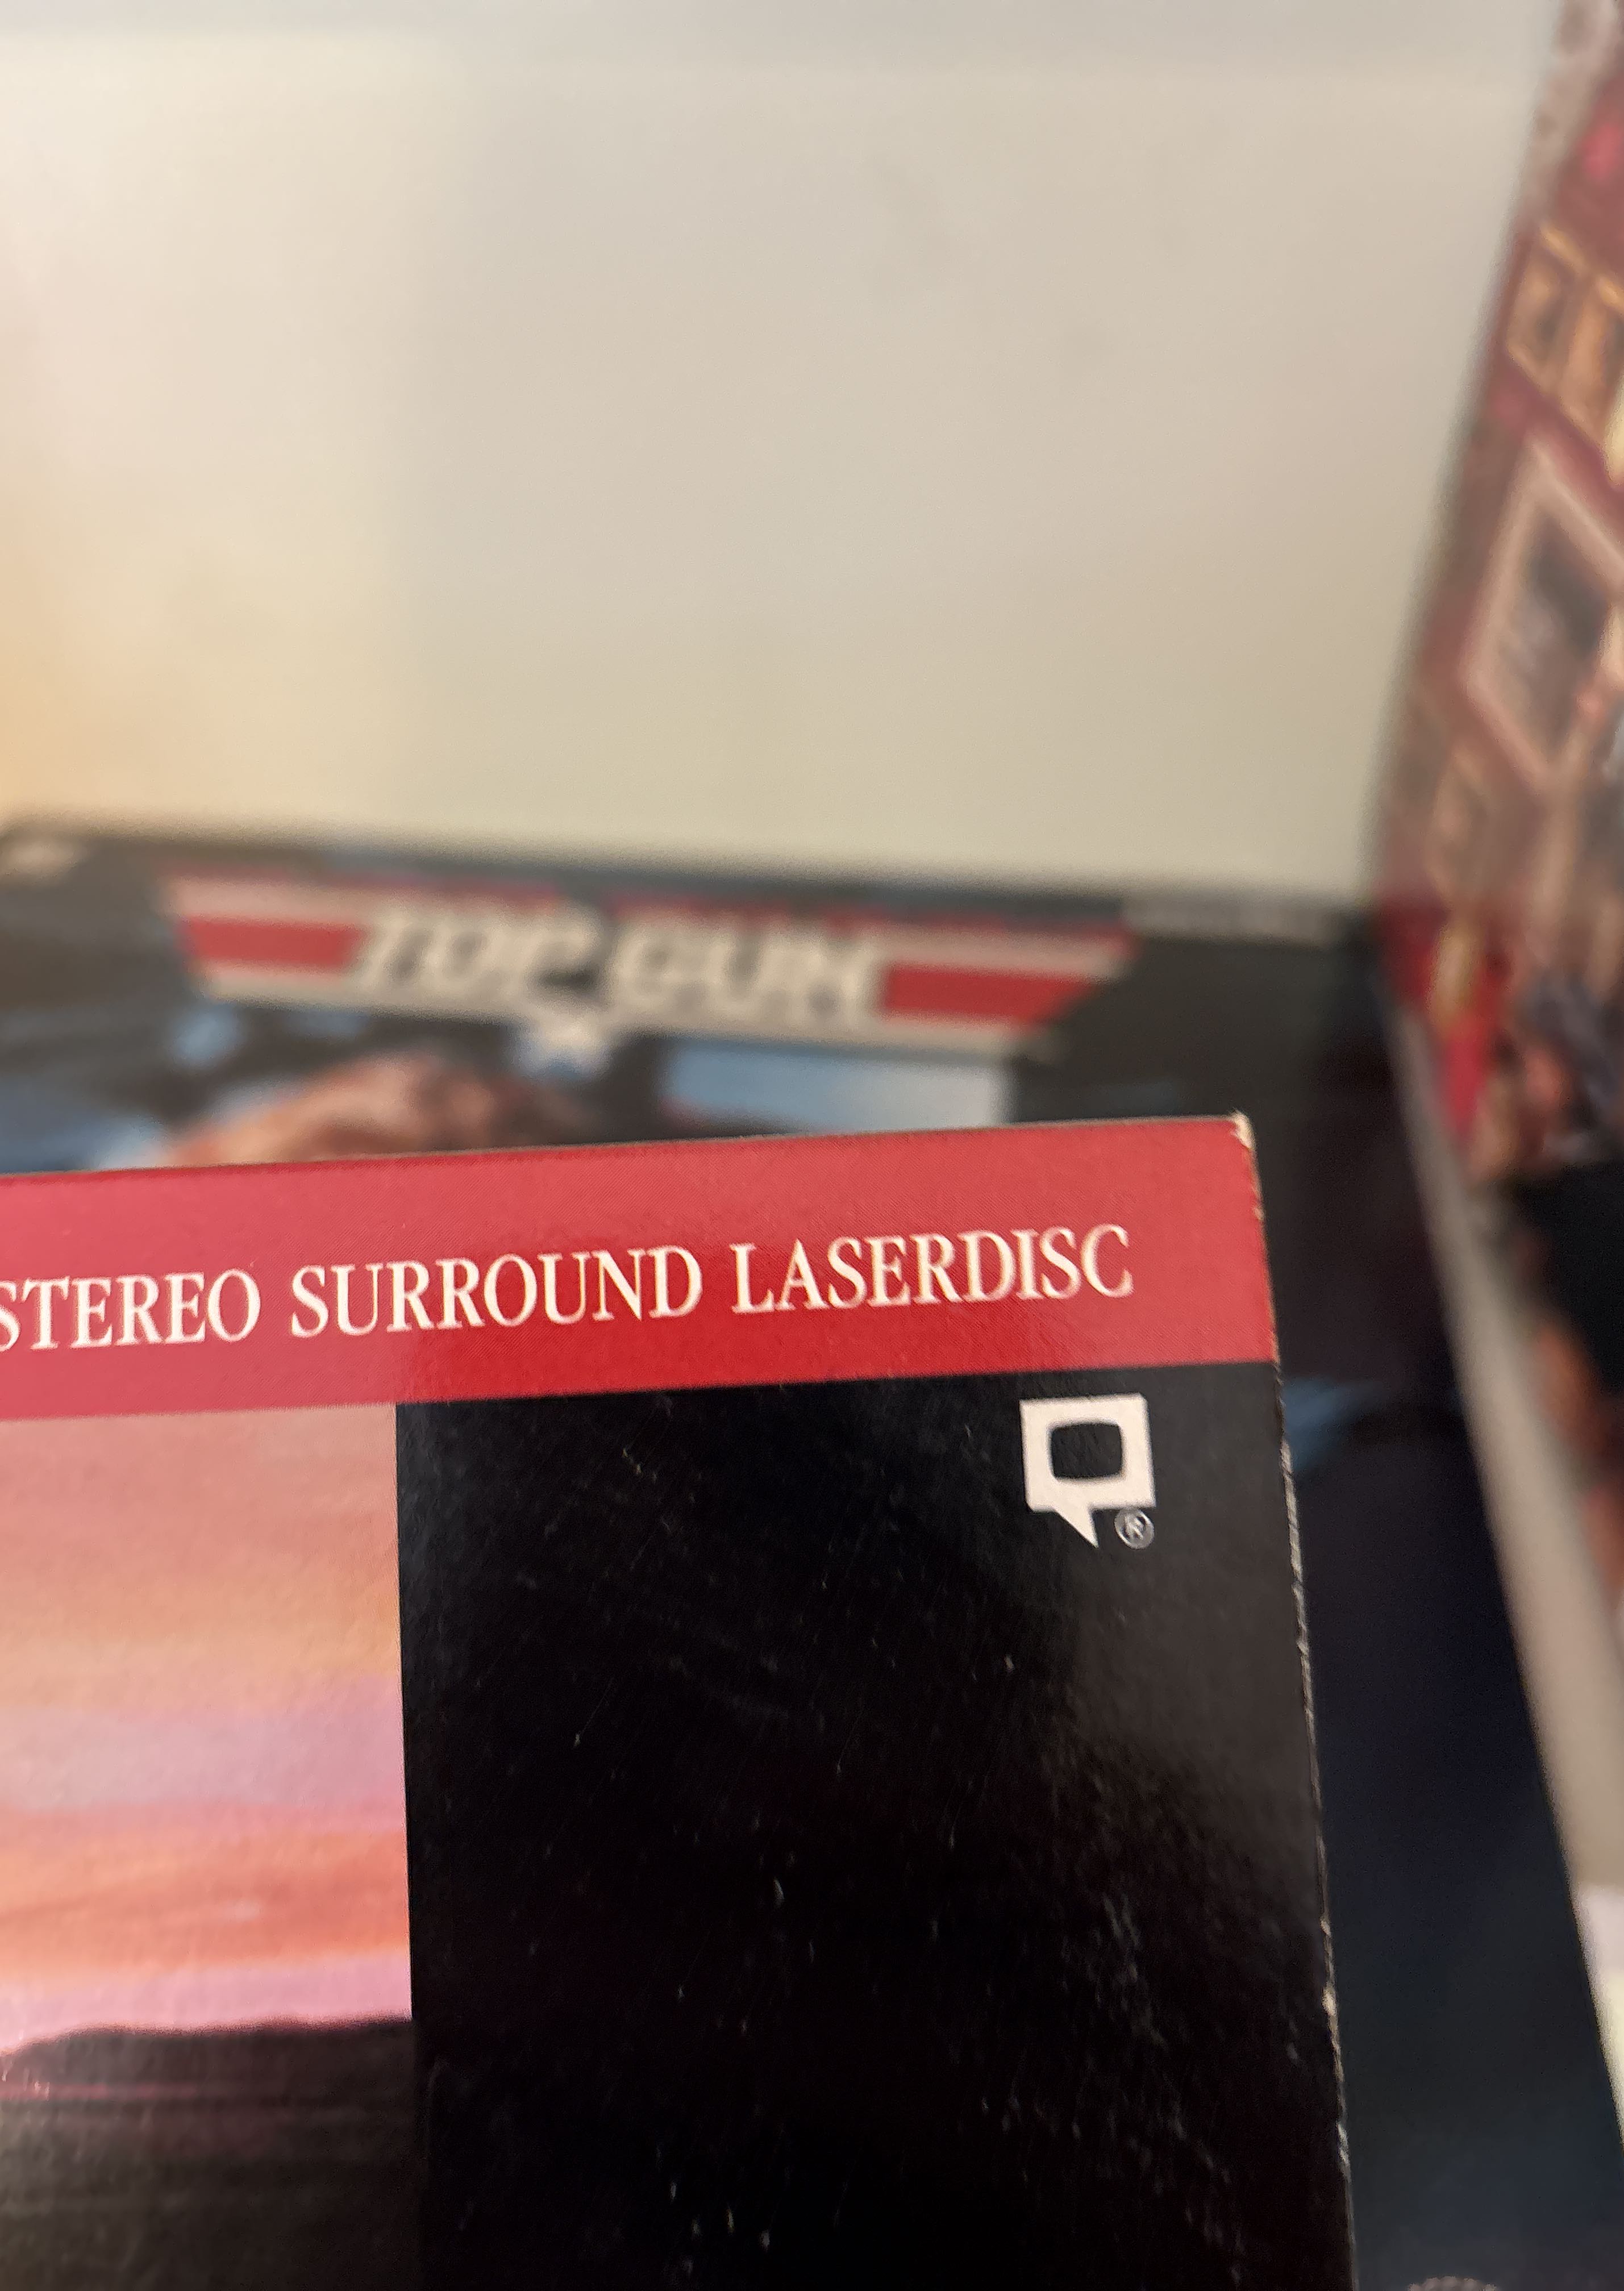 TOP GUN
STEREO SURROUND LASERDISC
®